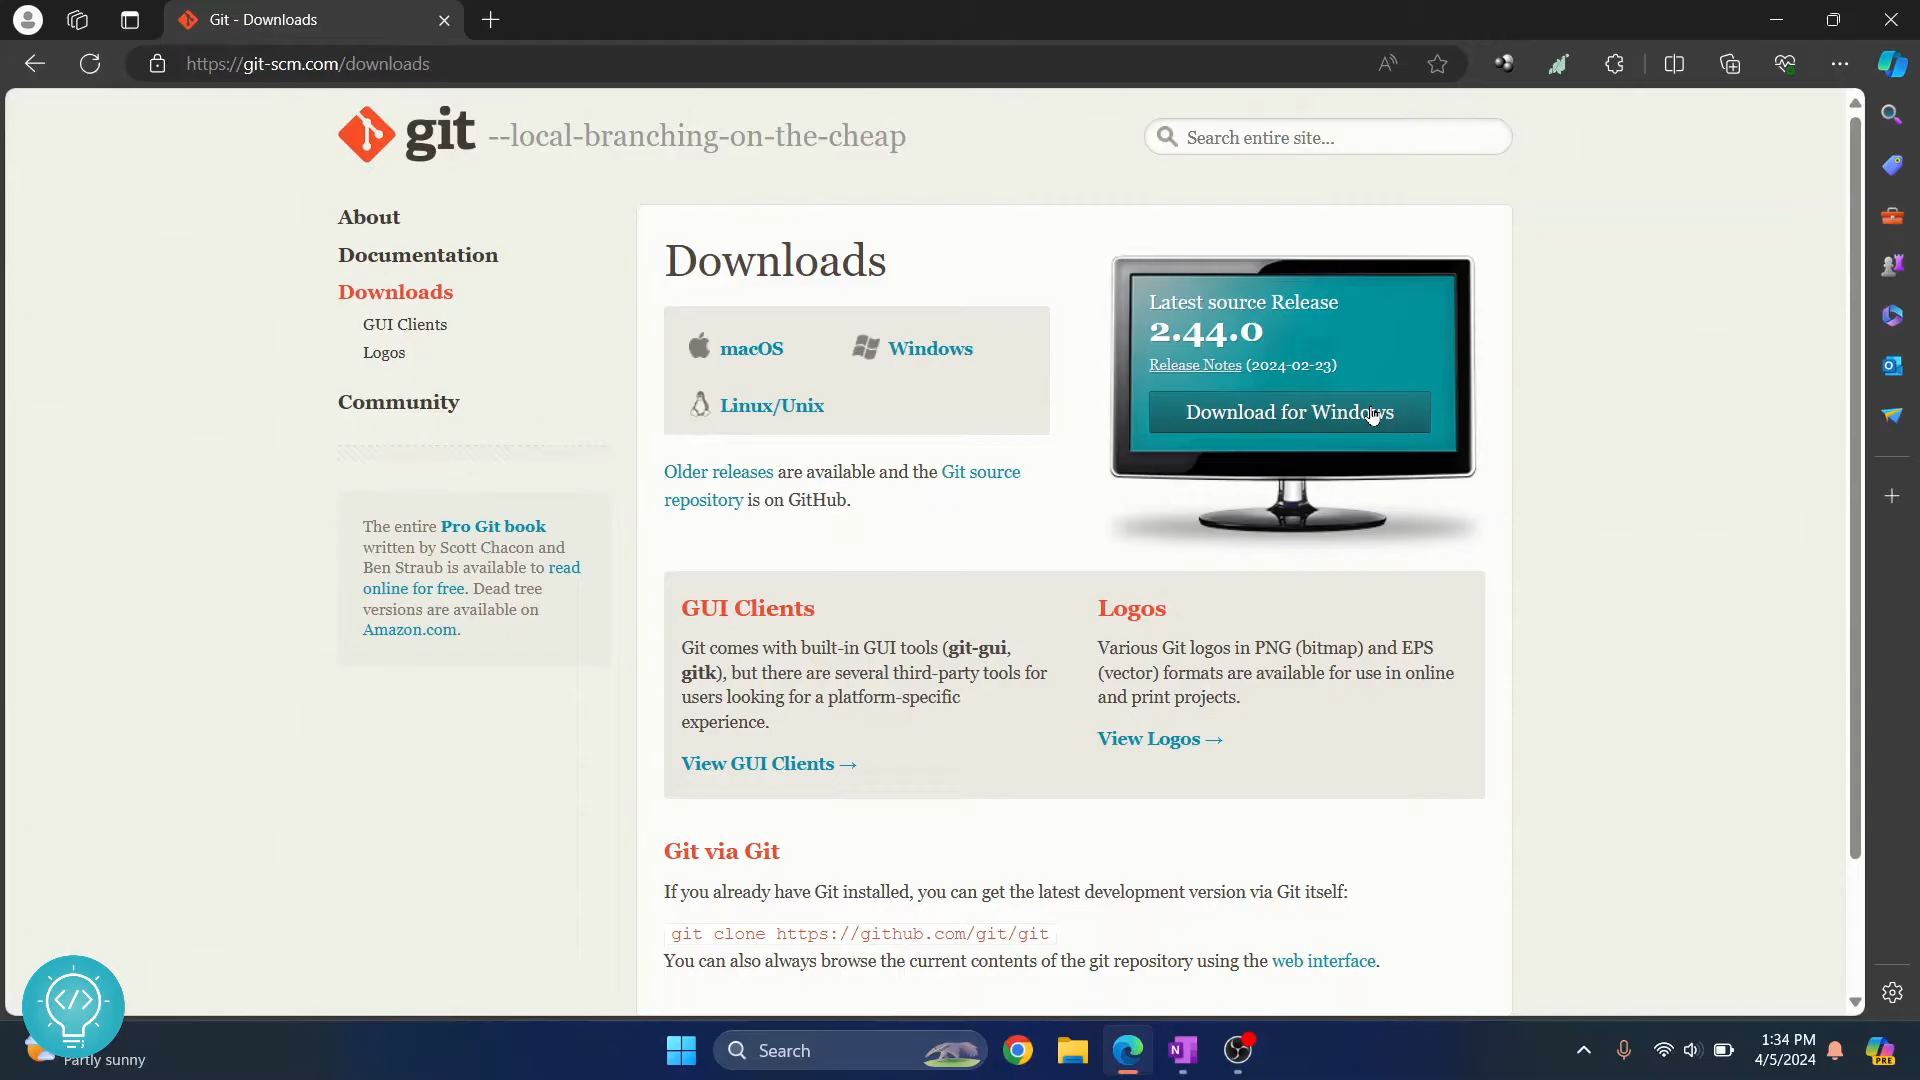 Git - Downloads
https://git-scm.com/downloads
git --local-branching-on-the-cheap
Search entire site...
About
Documentation
Downloads
GUI Clients
Logos
Community
The entire Pro Git book
written by Scott Chacon and
Ben Straub is available to read
online for free. Dead tree
versions are available on
Amazon.com.
Downloads
macOS
Windows
Linux/Unix
Older releases are available and the Git source
repository is on GitHub.
Latest source Release
2.44.0
Release Notes (2024-02-23)
Download for Windows
GUI Clients
Git comes with built-in GUI tools (git-gui,
gitk), but there are several third-party tools for
users looking for a platform-specific
experience.
View GUI Clients →
Logos
Various Git logos in PNG (bitmap) and EPS
(vector) formats are available for use in online
and print projects.
View Logos →
Git via Git
If you already have Git installed, you can get the latest development version via Git itself:
git clone https://github.com/git/git
You can also always browse the current contents of the git repository using the web interface.
</>
Partly sunny
Search
1:34 PM
4/5/2024
PRE